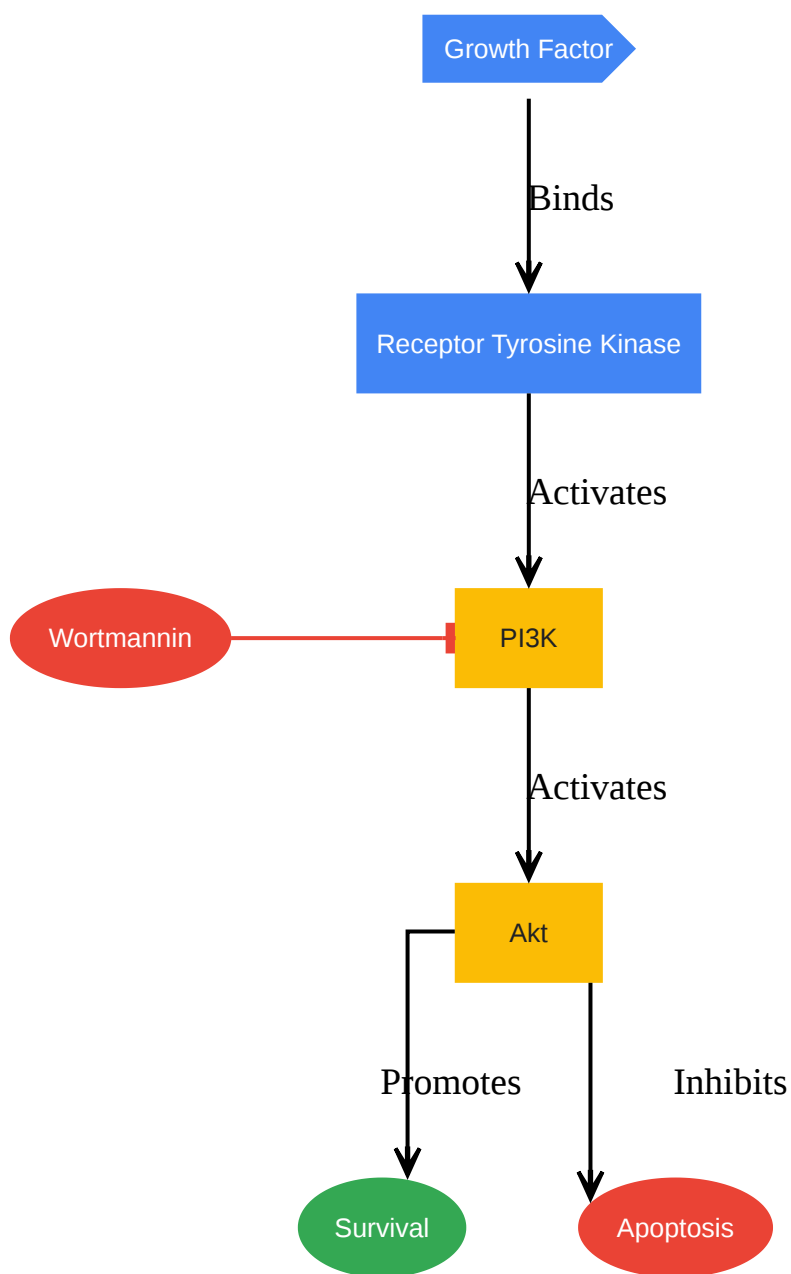 Growth Factor
Binds
Receptor Tyrosine Kinase
Activates
Wortmannin
PI3K
Activates
Akt
Promotes
Inhibits
Survival
Apoptosis